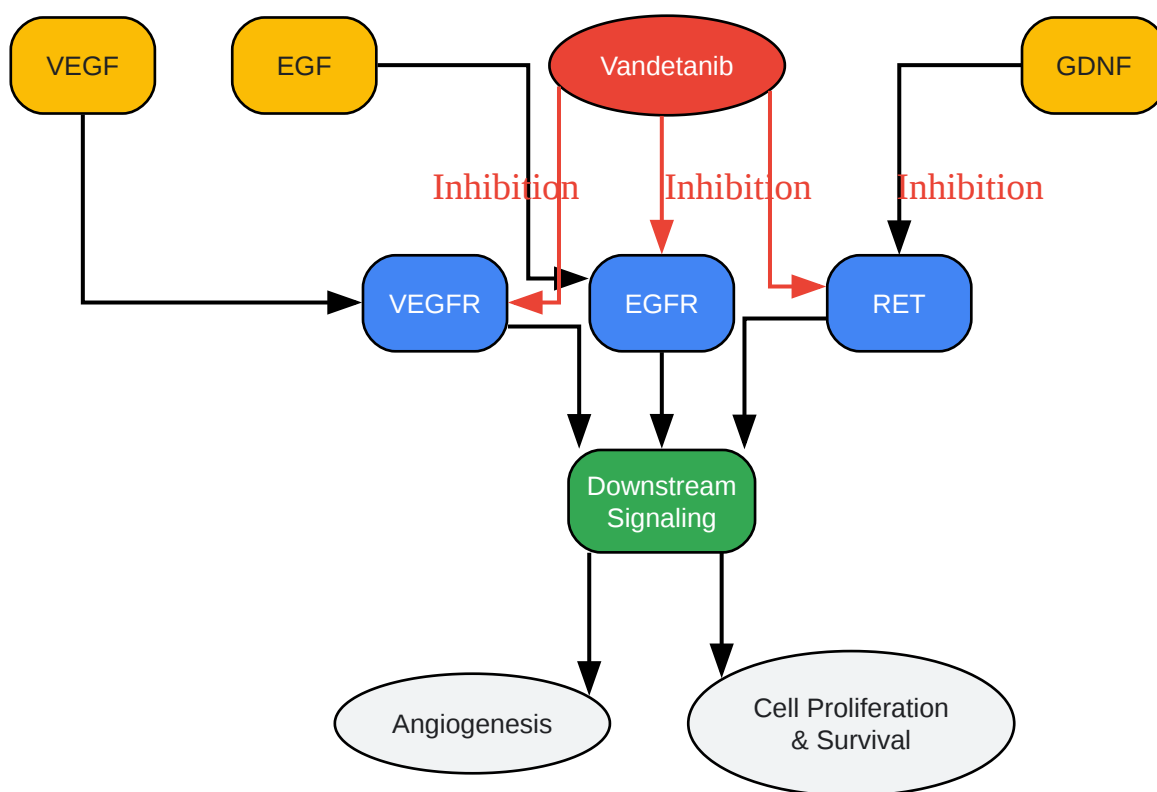 VEGF
EGF
Vandetanib
GDNF
Inhibition
Inhibition
Inhibition
VEGFR
EGFR
RET
Downstream
Signaling
Angiogenesis
Cell Proliferation
& Survival